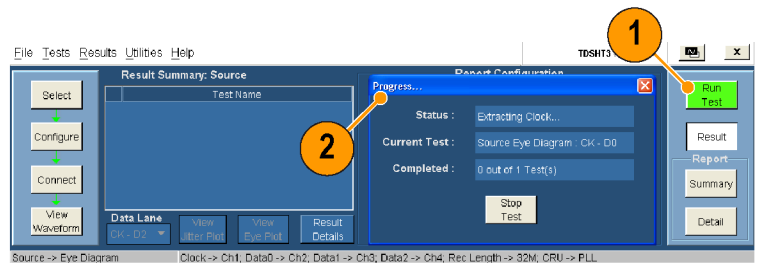 1
File Tests Results Utilities Help
TDSHT3
x
Result Summary: Source
Report Configuration
Select
Test Name
Progress...
Run
Test
Status :
Extracting Clock...
Configure
2
Current Test :
Source Eye Diagram : CK - D0
Result
Report
Completed :
0 out of 1 Test(s)
Connect
Summary
Stop
Test
View
Waveform
Data Lane
CK - D2
View
Jitter Plot
View
Eye Plot
Result
Details
Detail
Source -> Eye Diagram
Clock -> Ch1; Data0 -> Ch2; Data1 -> Ch3; Data2 -> Ch4; Rec Length -> 32M; CRU -> PLL